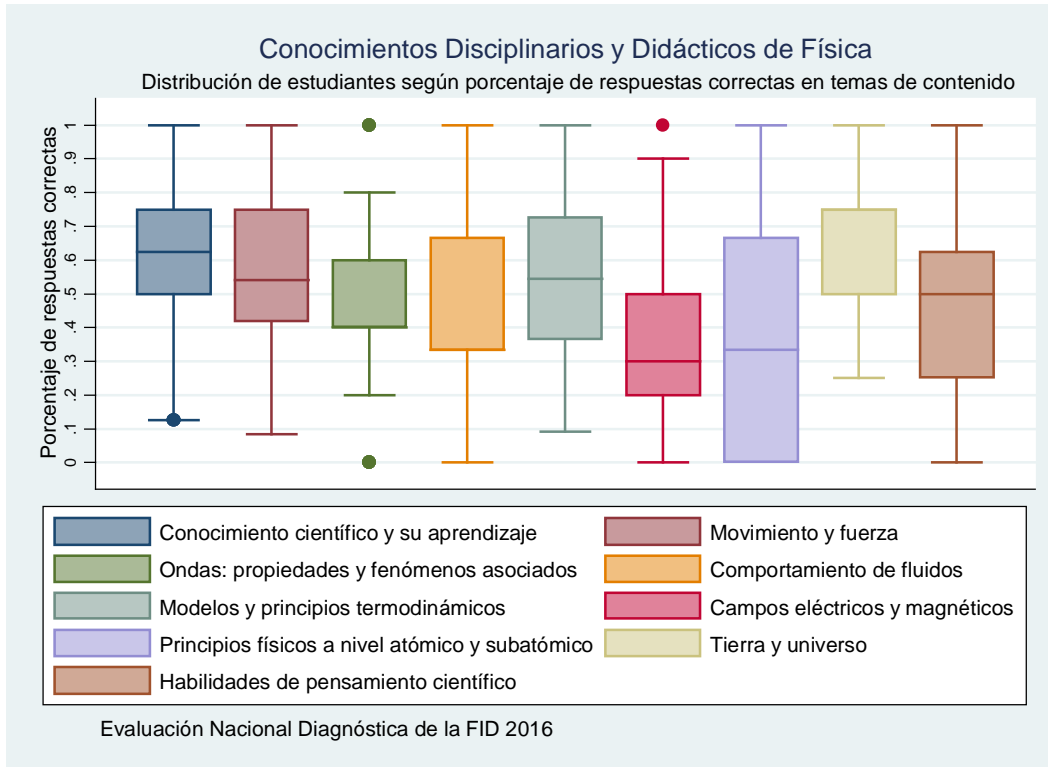 Conocimientos Disciplinarios y Didácticos de Física
Distribución de estudiantes según porcentaje de respuestas correctas en temas de contenido
Porcentaje de respuestas correctas
1
.9
.8
.7
.6
.5
.4
.3
.2
.1
0
Conocimiento científico y su aprendizaje
Movimiento y fuerza
Ondas: propiedades y fenómenos asociados
Comportamiento de fluidos
Modelos y principios termodinámicos
Campos eléctricos y magnéticos
Principios físicos a nivel atómico y subatómico
Tierra y universo
Habilidades de pensamiento científico
Evaluación Nacional Diagnóstica de la FID 2016